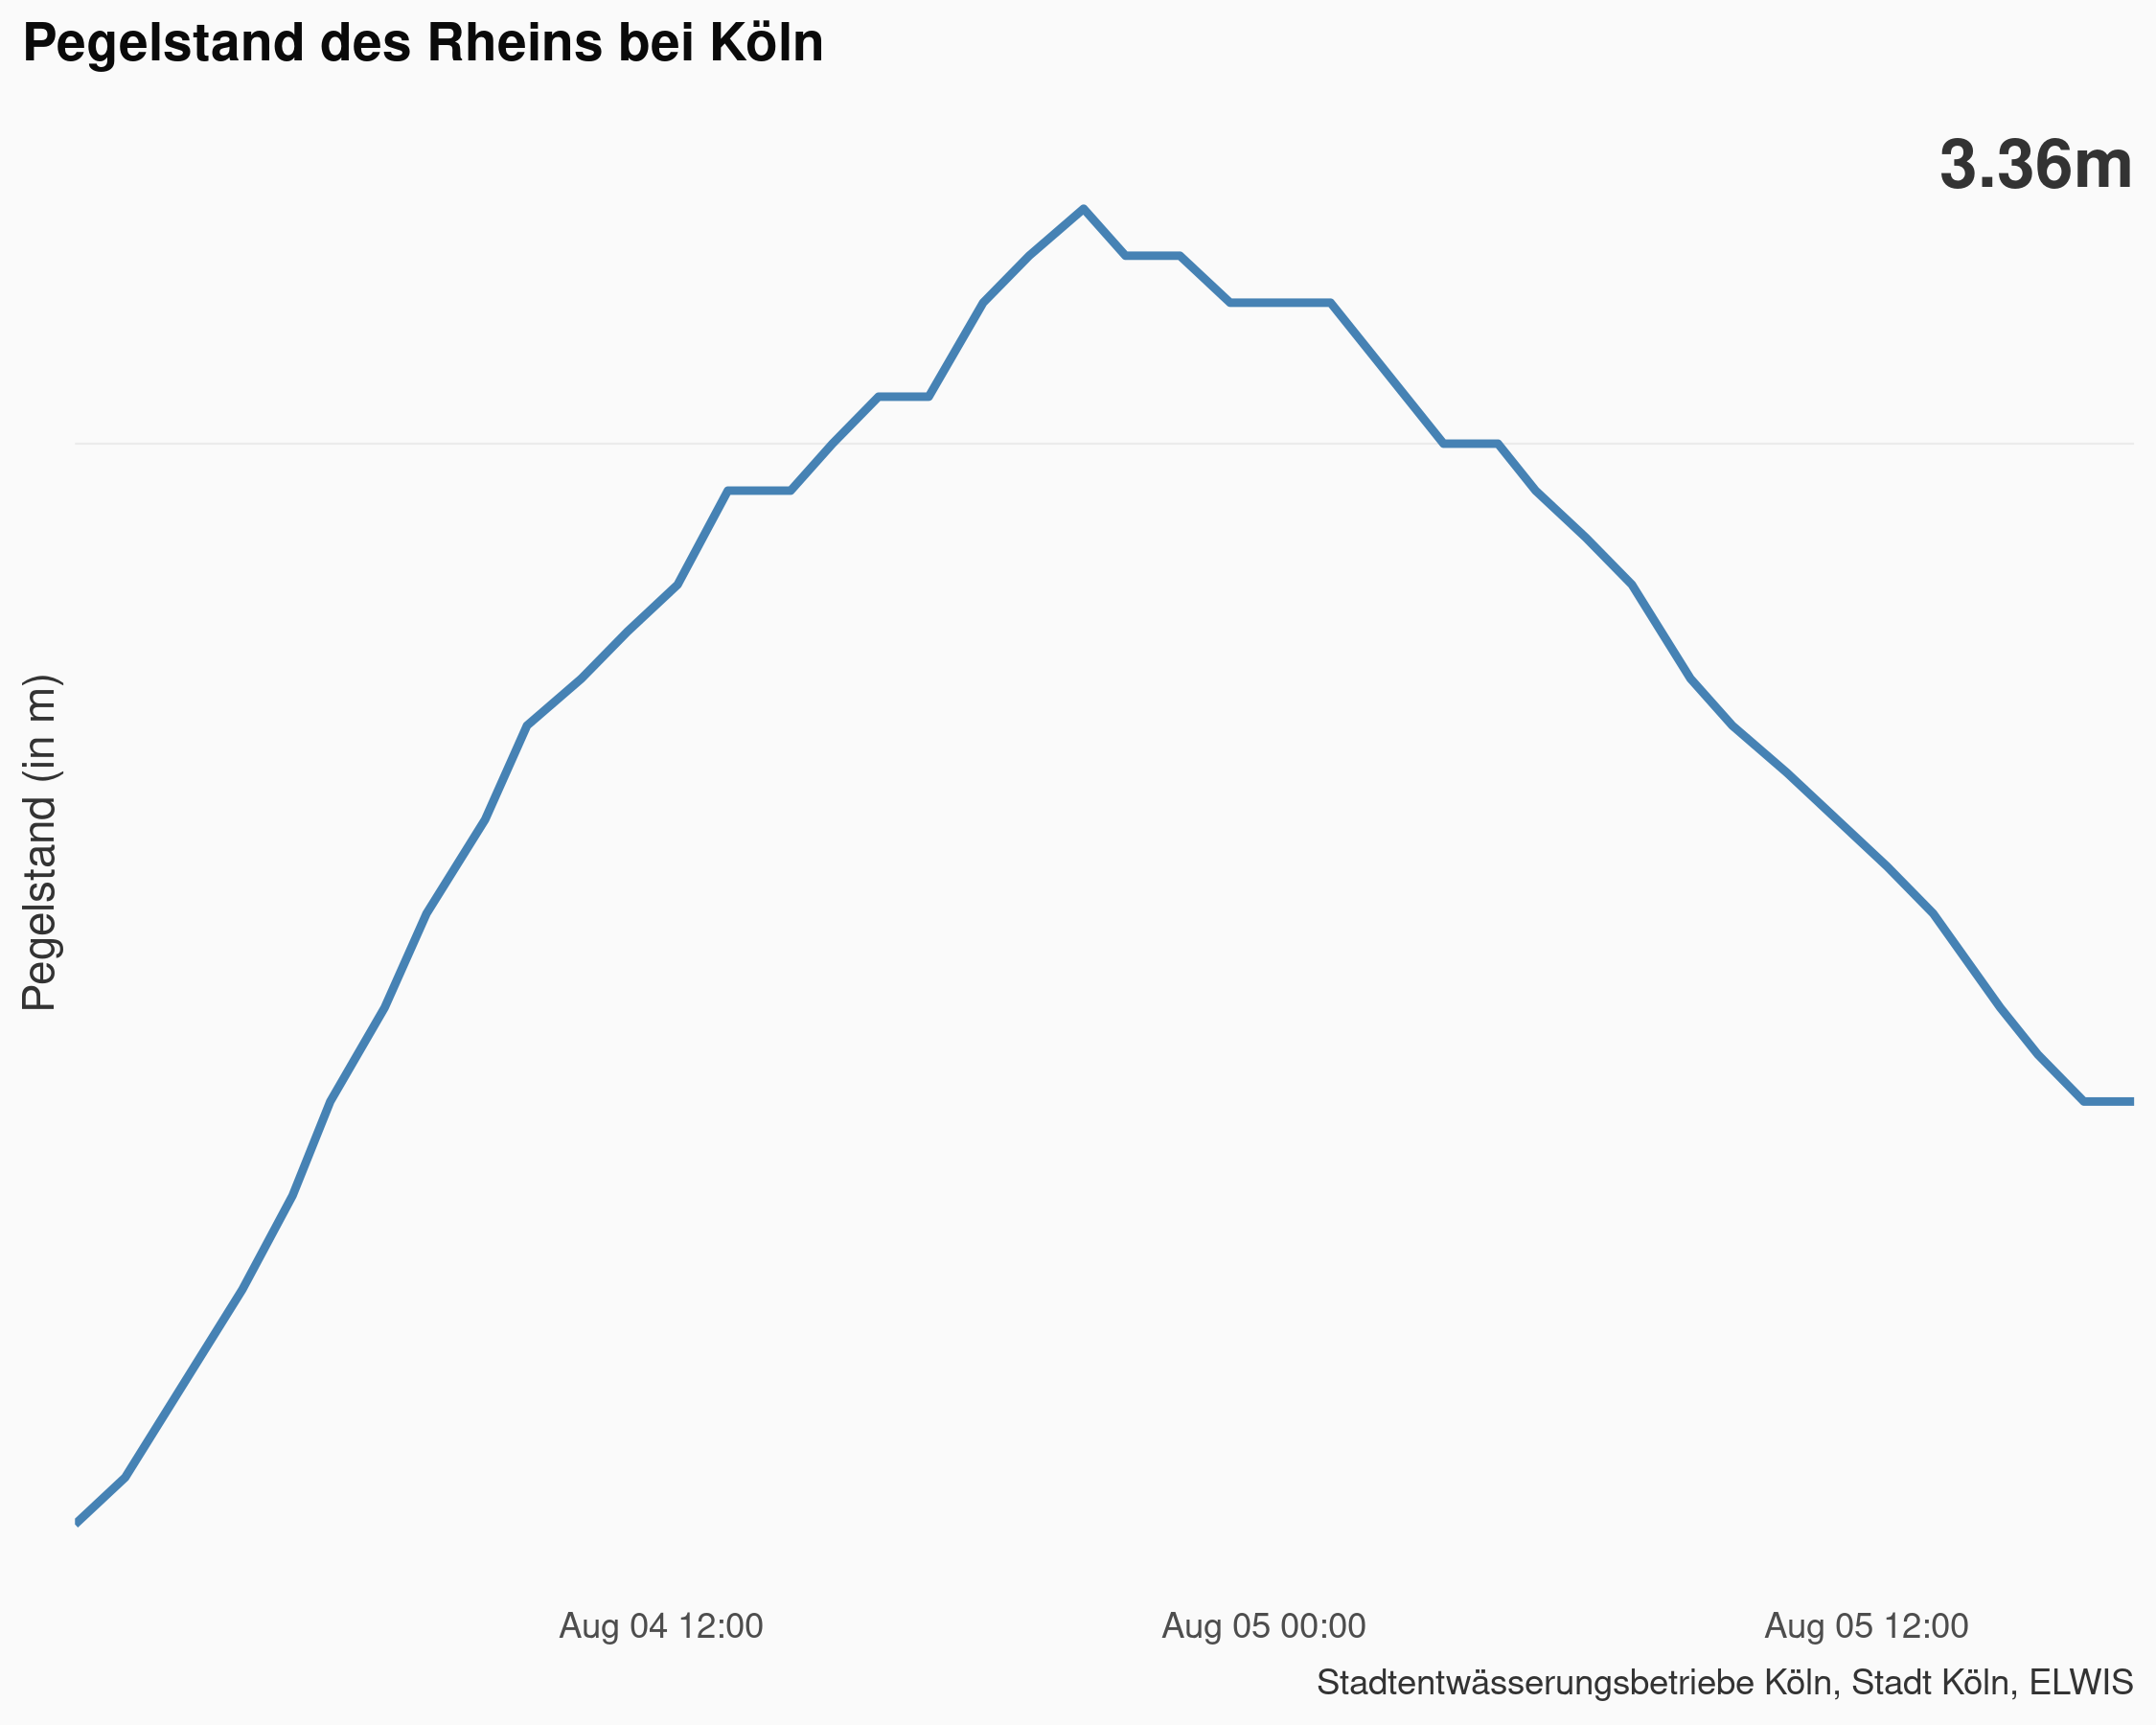 Pegelstand des Rheins bei Köln
3.36m
Pegelstand (in m)
Aug 04 12:00
Aug 05 00:00
Aug 05 12:00
Stadtentwässerungsbetriebe Köln, Stadt Köln, ELWIS